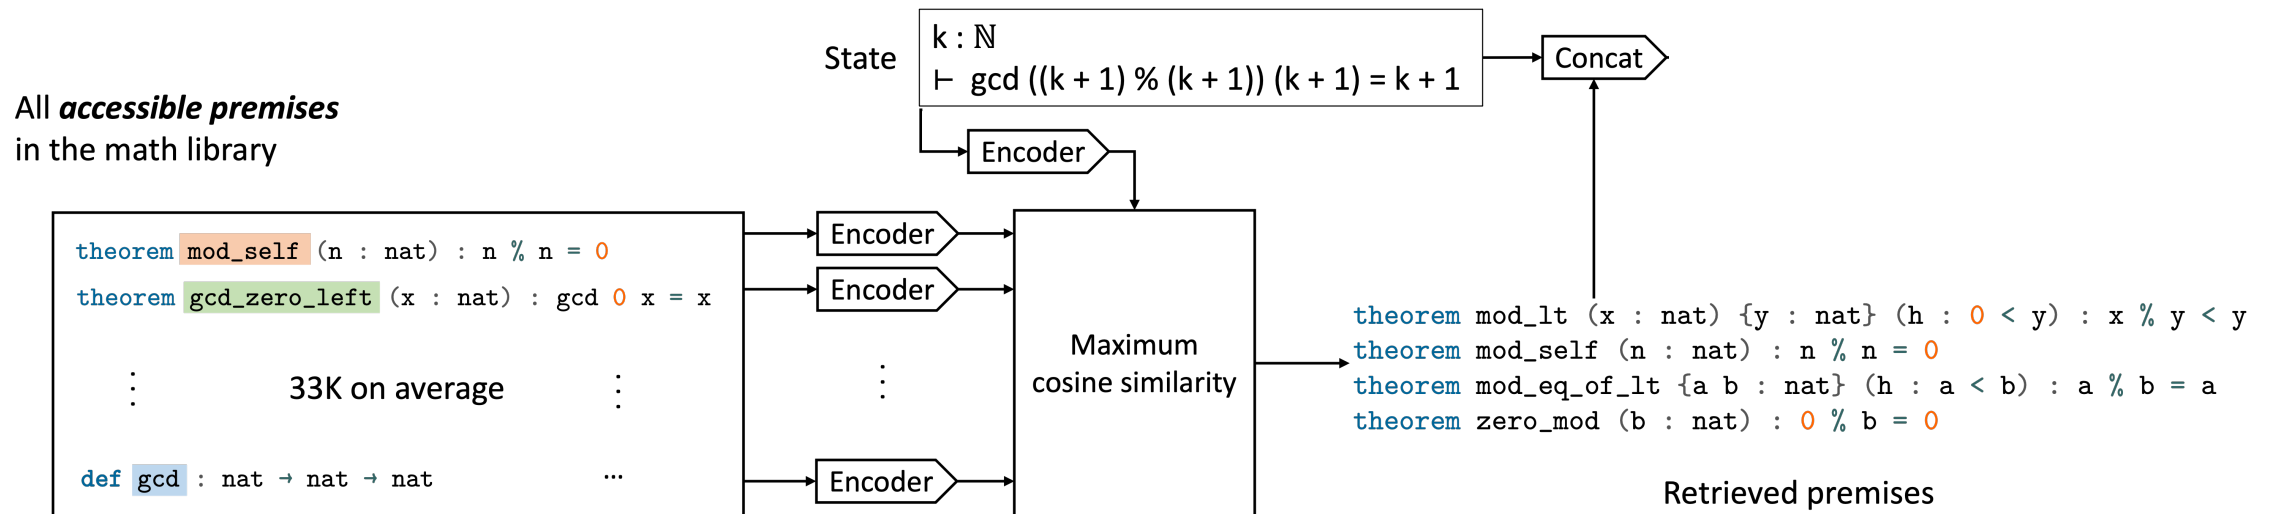 State
k : ℕ
⊢ gcd ((k + 1) % (k + 1)) (k + 1) = k + 1
Concat
All accessible premises
in the math library
Encoder
theorem mod_self (n : nat) : n % n = 0
theorem gcd_zero_left (x : nat) : gcd 0 x = x
⋮ 33K on average ⋮
def gcd : nat → nat → nat ...
Encoder
Encoder
⋮
Encoder
Maximum
cosine similarity
theorem mod_lt (x : nat) {y : nat} (h : 0 < y) : x % y < y
theorem mod_self (n : nat) : n % n = 0
theorem mod_eq_of_lt {a b : nat} (h : a < b) : a % b = a
theorem zero_mod (b : nat) : 0 % b = 0
Retrieved premises